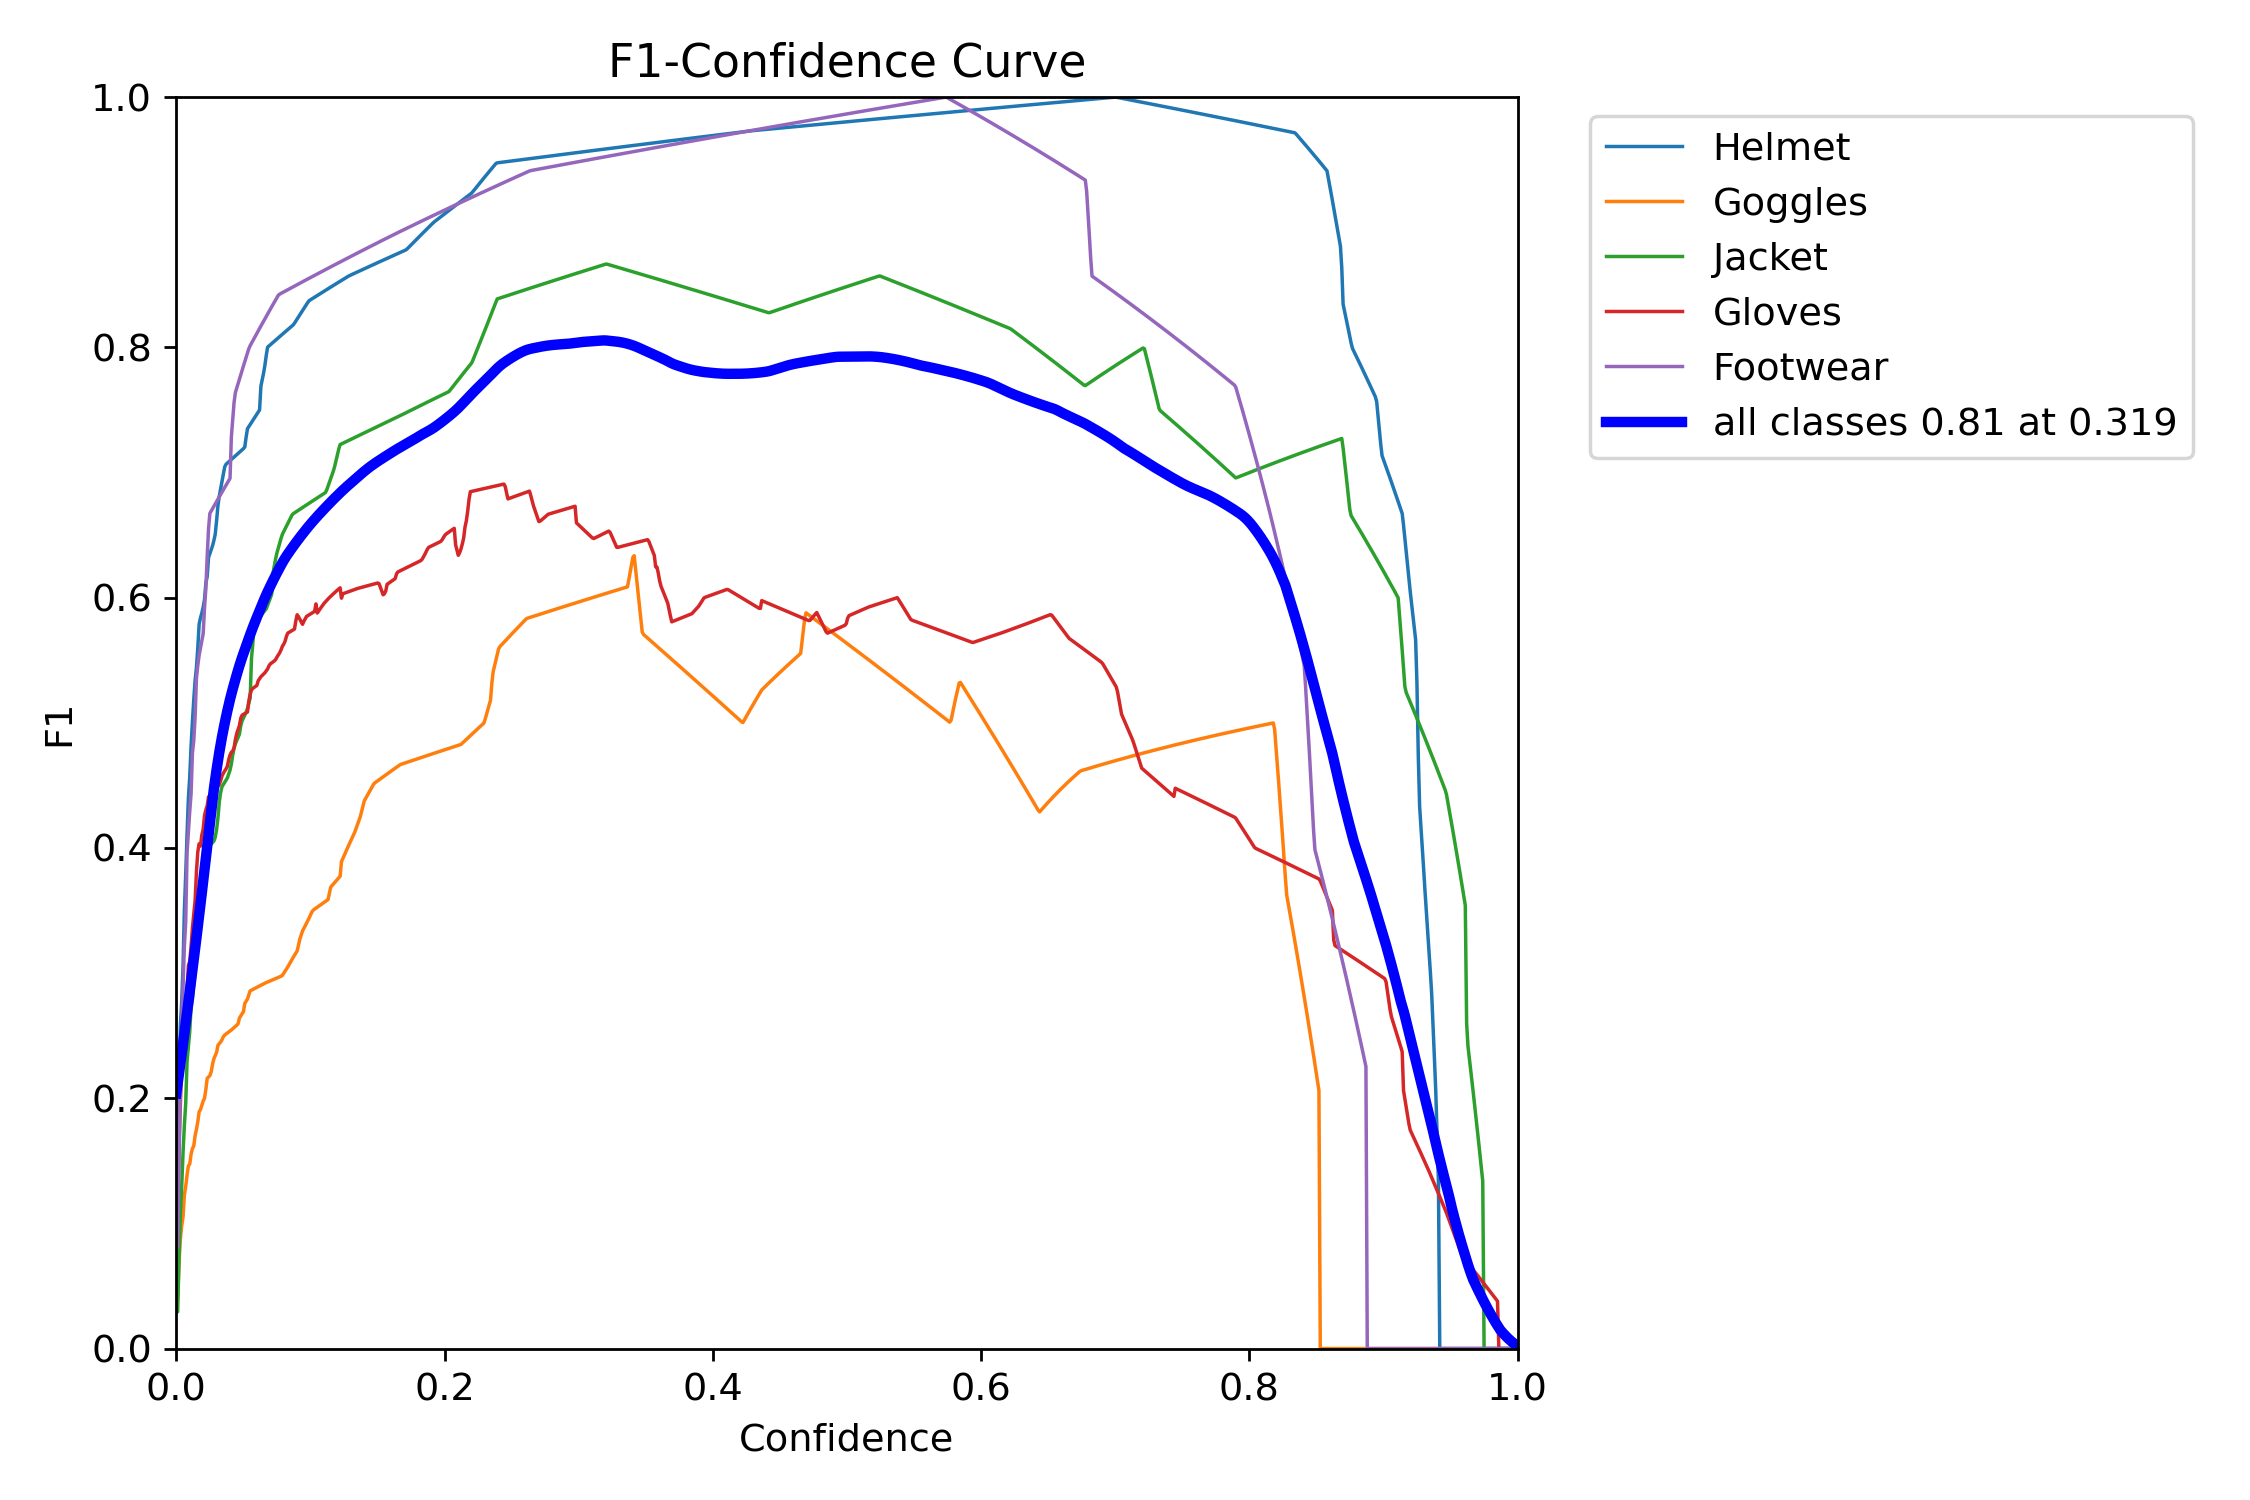 F1-Confidence Curve
1.0
0.8
0.6
0.4
0.2
0.0
F1
0.0 0.2 0.4 0.6 0.8 1.0
Confidence
Helmet
Goggles
Jacket
Gloves
Footwear
all classes 0.81 at 0.319